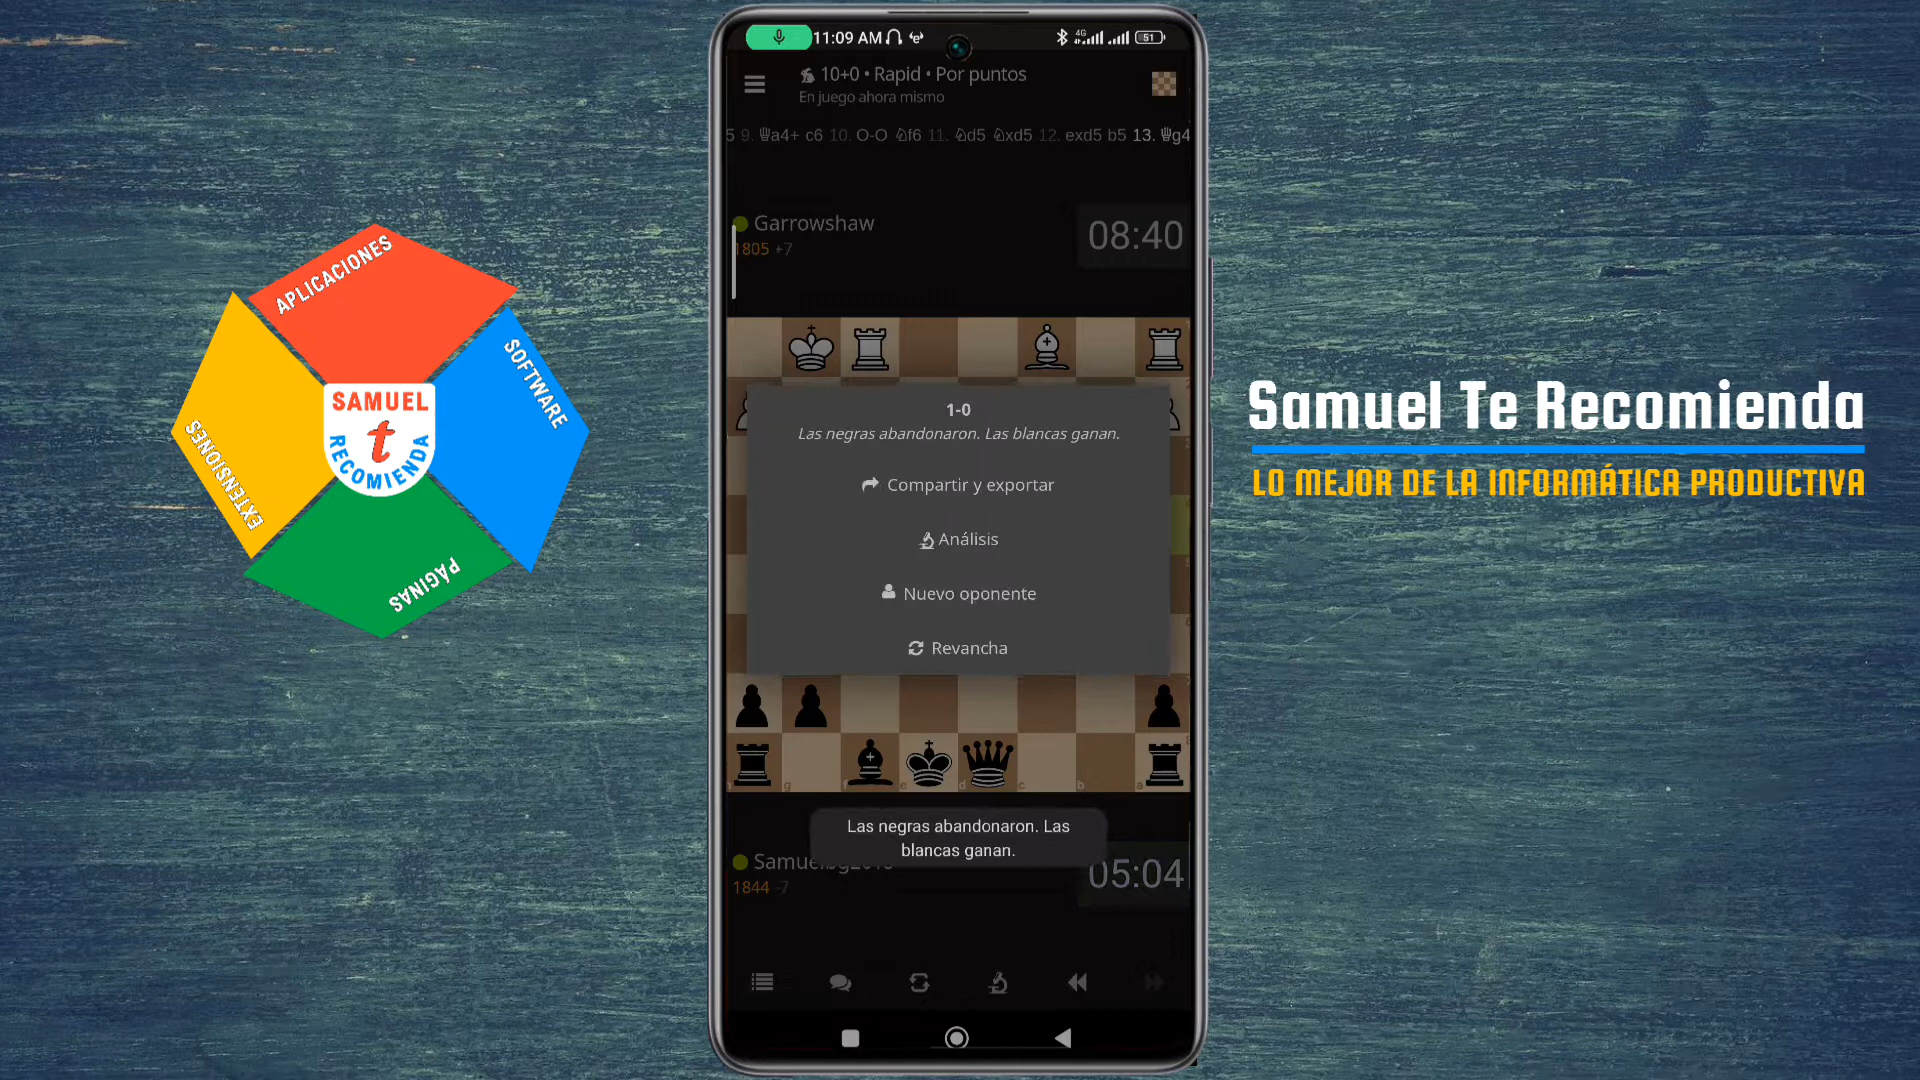 11:09 AM
4G
51
10+0 • Rapid • Por puntos
En juego ahora mismo
5 9. ♕a4+ c6 10. O-O ♘f6 11. ♘d5 ♘xd5 12. exd5 b5 13. ♕g4
Garrowshaw
08:40
1805 +7
1-0
Las negras abandonaron. Las blancas ganan.
Compartir y exportar
Análisis
Nuevo oponente
Revancha
g
f
e
d
c
b
a
Las negras abandonaron. Las
blancas ganan.
05:04
1844 -7
APLICACIONES
SOFTWARE
EXTENSIONES
PÁGINAS
SAMUEL
t
RECOMIENDA
Samuel Te Recomienda
LO MEJOR DE LA INFORMÁTICA PRODUCTIVA